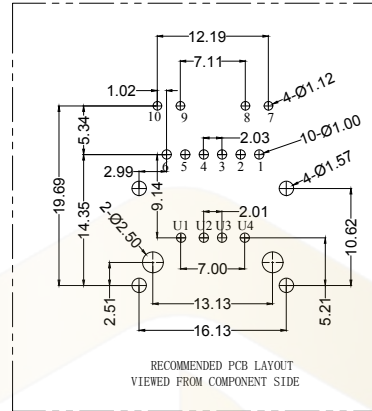 12.19
7.11
1.02
4-Ø1.12
10
9
8
7
5.34
2.03
10-Ø1.00
6
5
4
3
2
1
2.99
4-Ø1.57
19.69
14.35
9.14
2.01
U1
U2
U3
U4
2-Ø2.50
10.62
7.00
2.51
13.13
5.21
16.13
RECOMMENDED PCB LAYOUT
VIEWED FROM COMPONENT SIDE